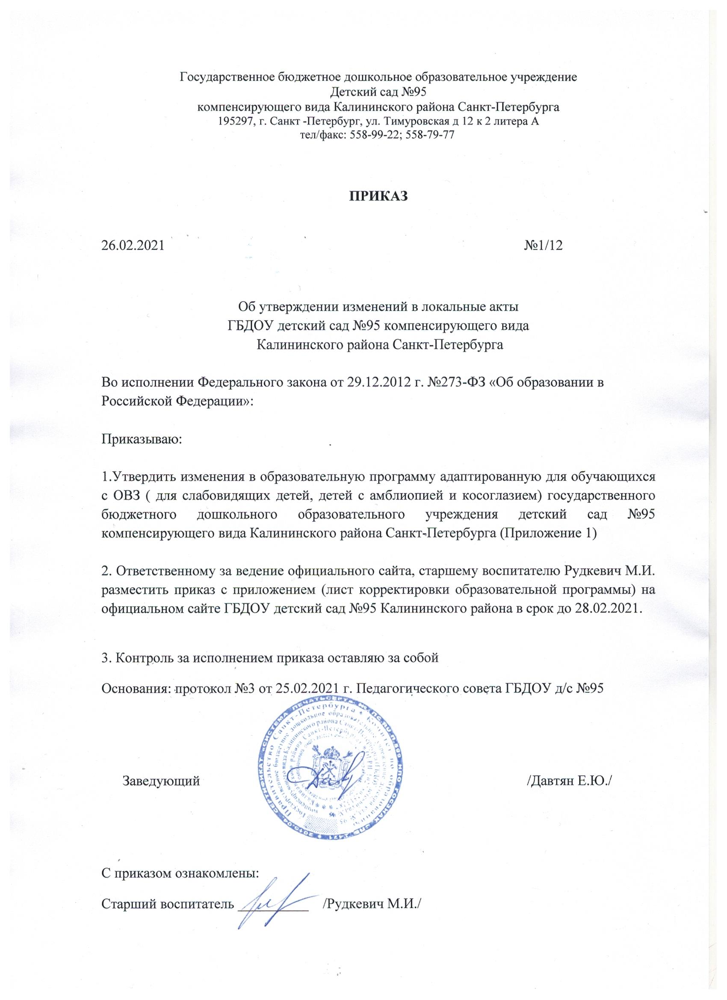 Государственное бюджетное дошкольное образовательное учреждение
Детский сад №95
компенсирующего вида Калининского района Санкт-Петербурга
195297, г. Санкт -Петербург, ул. Тимуровская д 12 к 2 литера А
тел/факс: 558-99-22; 558-79-77
ПРИКАЗ
26.02.2021 №1/12
Об утверждении изменений в локальные акты
ГБДОУ детский сад №95 компенсирующего вида
Калининского района Санкт-Петербурга
Во исполнении Федерального закона от 29.12.2012 г. №273-ФЗ «Об образовании в
Российской Федерации»:
Приказываю:
1.Утвердить изменения в образовательную программу адаптированную для обучающихся
с ОВЗ ( для слабовидящих детей, детей с амблиопией и косоглазием) государственного
бюджетного дошкольного образовательного учреждения детский сад №95
компенсирующего вида Калининского района Санкт-Петербурга (Приложение 1)
2. Ответственному за ведение официального сайта, старшему воспитателю Рудкевич М.И.
разместить приказ с приложением (лист корректировки образовательной программы) на
официальном сайте ГБДОУ детский сад №95 Калининского района в срок до 28.02.2021.
3. Контроль за исполнением приказа оставляю за собой
Основания: протокол №3 от 25.02.2021 г. Педагогического совета ГБДОУ д/с №95
Правительство Санкт-Петербурга * Комитет по образованию
Заведующий /Давтян Е.Ю./
С приказом ознакомлены:
Старший воспитатель __________ /Рудкевич М.И./